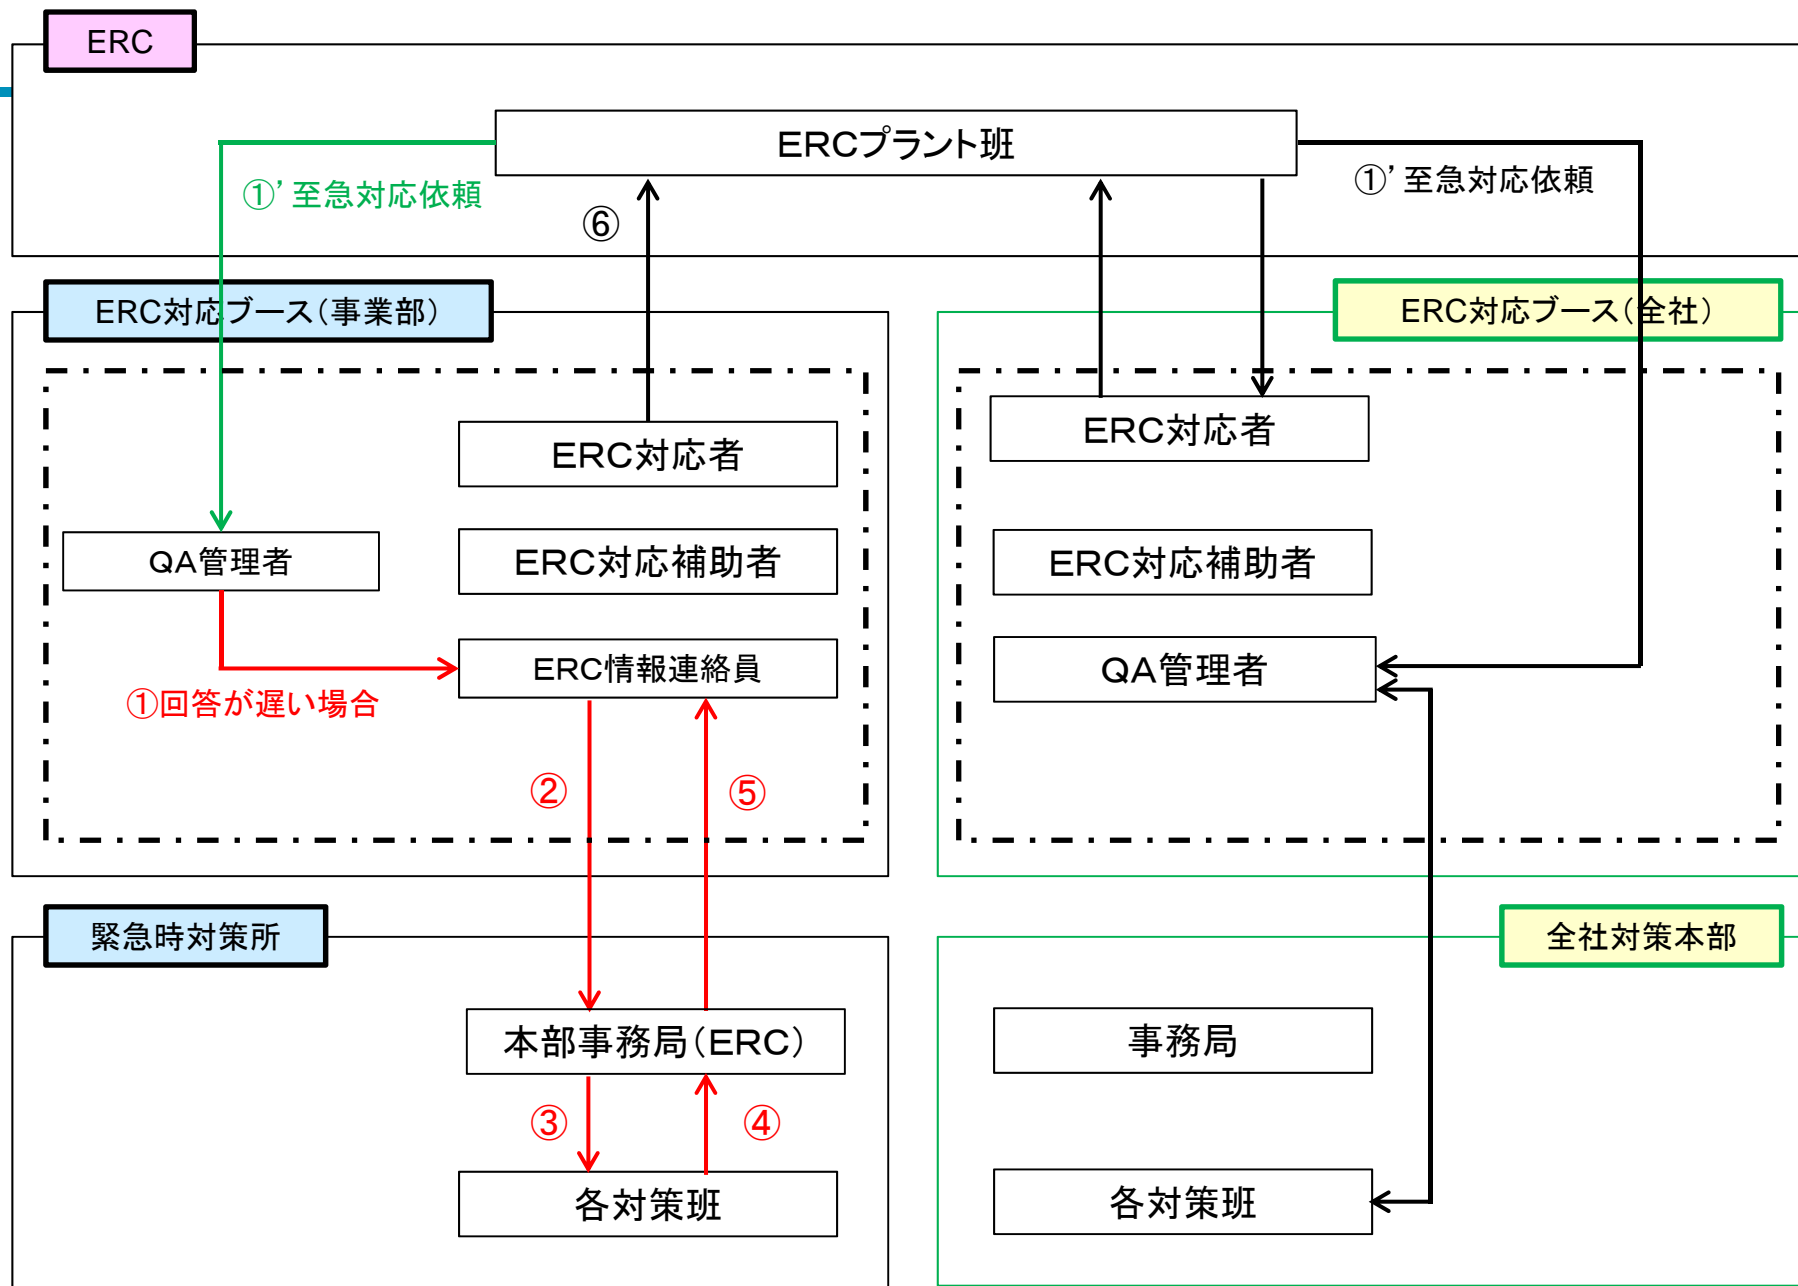 ERC
ERCプラント班
①’至急対応依頼
①’至急対応依頼
⑥
ERC対応ブース(事業部)
ERC対応ブース(全社)
ERC対応者
ERC対応者
QA管理者
ERC対応補助者
ERC対応補助者
ERC情報連絡員
QA管理者
①回答が遅い場合
②
⑤
緊急時対策所
全社対策本部
本部事務局(ERC)
事務局
③
④
各対策班
各対策班